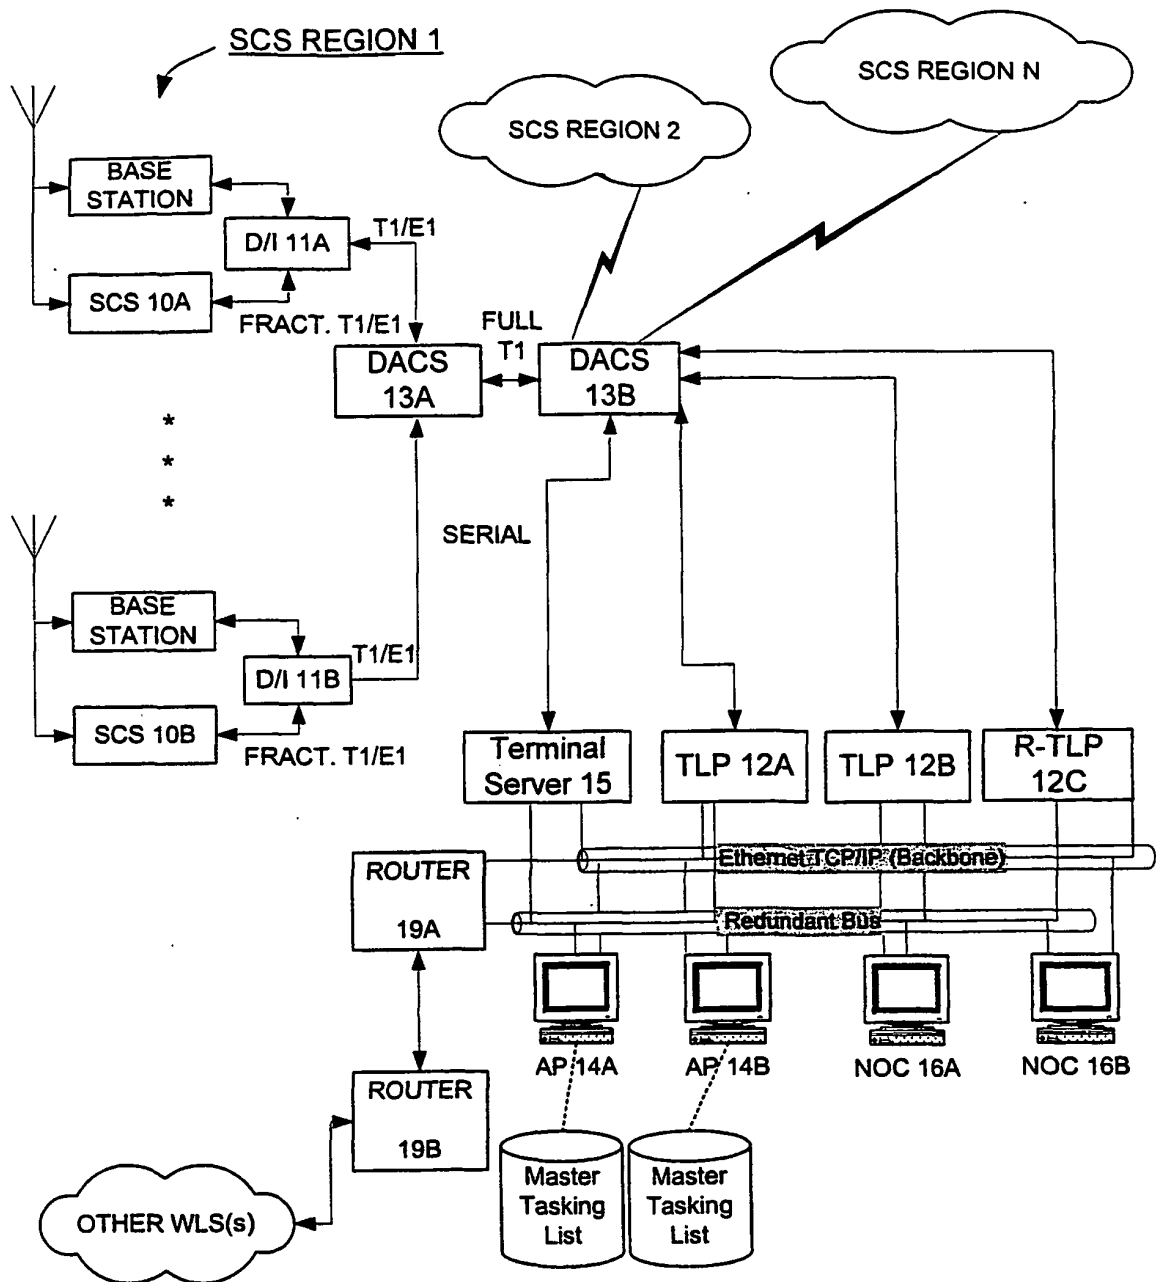 SCS REGION 1
SCS REGION N
SCS REGION 2
BASE
STATION
D/I 11A
T1/E1
SCS 10A
FRACT. T1/E1
FULL
T1
DACS
13A
DACS
13B
*
*
*
SERIAL
BASE
STATION
D/I 11B
T1/E1
SCS 10B
FRACT. T1/E1
Terminal
Server 15
TLP 12A
TLP 12B
R-TLP
12C
Ethernet TCP/IP (Backbone)
ROUTER
19A
Redundant Bus
AP 14A
AP 14B
NOC 16A
NOC 16B
ROUTER
19B
Master
Tasking
List
Master
Tasking
List
OTHER WLS(s)